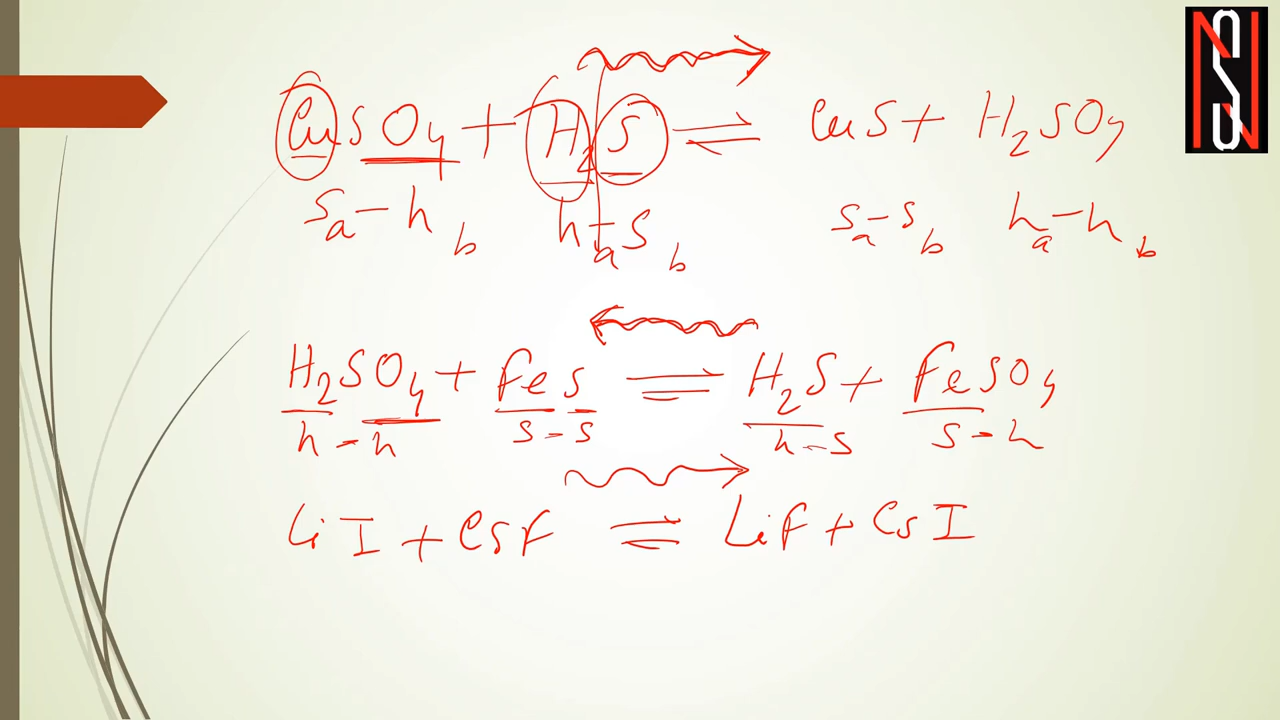 CuSO4 + H2S ⇌ CuS + H2SO4
Sa-hb ha-Sb Sa-Sb ha-hb
H2SO4 + FeS ⇌ H2S + FeSO4
h-h S-S h-S S-h
LiI + CsF ⇌ LiF + CsI